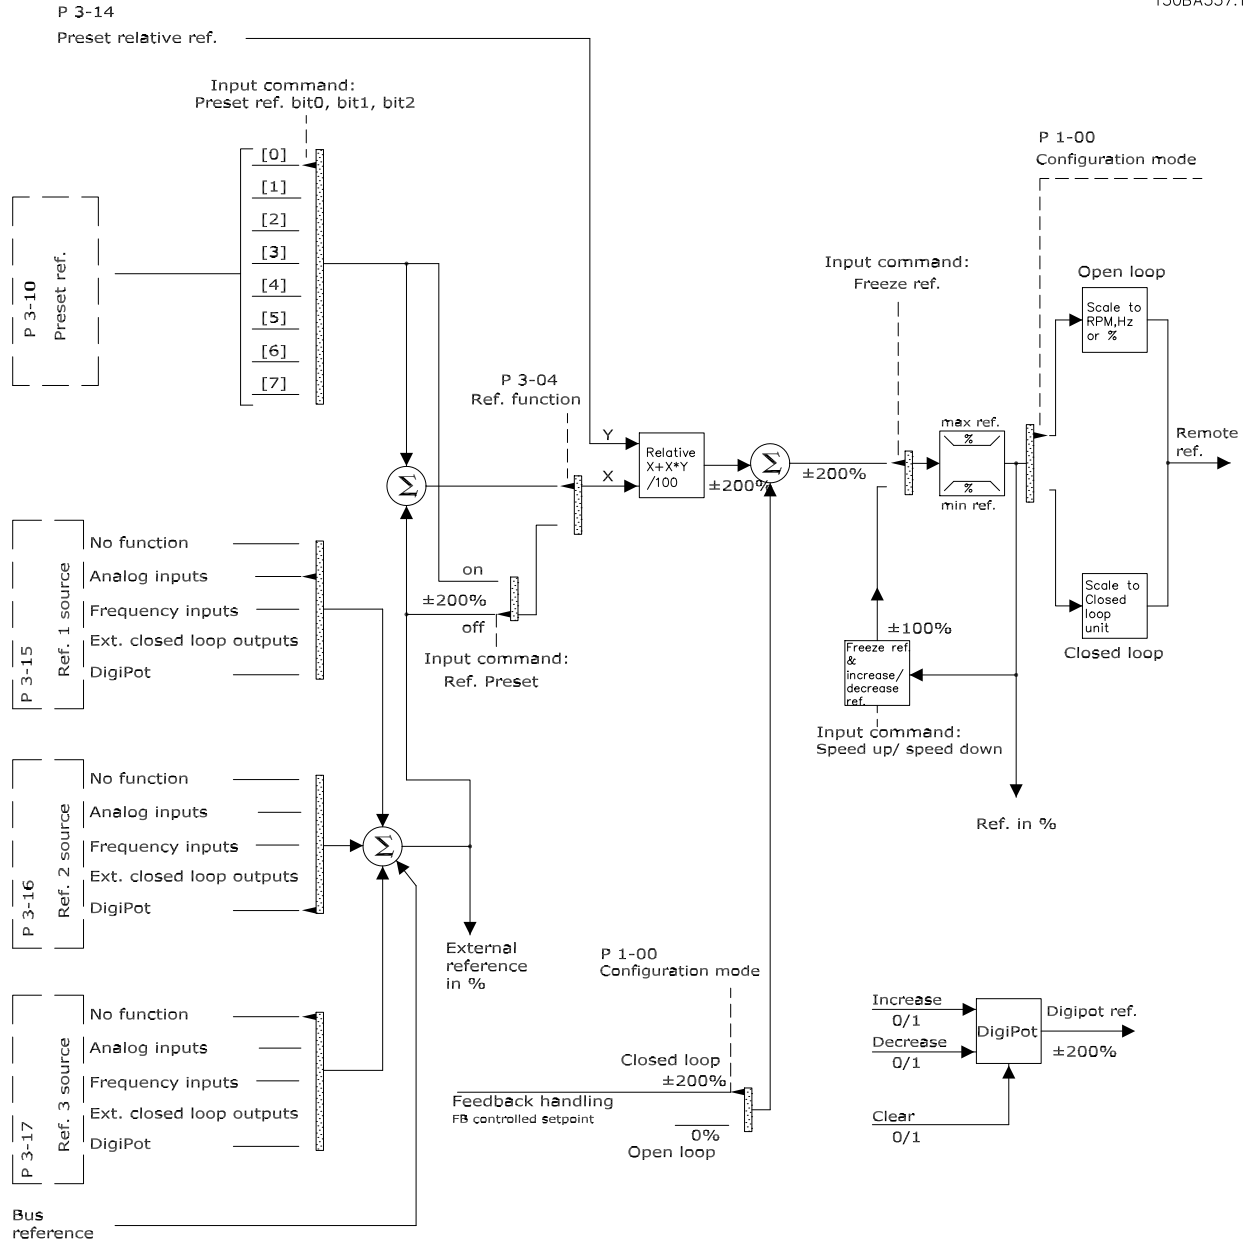 P 3-14
Preset relative ref.
Input command:
Preset ref. bit0, bit1, bit2
[0]
[1]
[2]
[3]
[4]
[5]
[6]
[7]
P 3-10
Preset ref.
P 1-00
Configuration mode
Input command:
Freeze ref.
Open loop
Scale to
RPM,Hz
or %
P 3-04
Ref. function
Y
X
Relative
X+X*Y
/100
±200%
Σ
±200%
max ref.
%
%
min ref.
Remote
ref.
Σ
P 3-15
Ref. 1 source
No function
Analog inputs
Frequency inputs
Ext. closed loop outputs
DigiPot
on
±200%
off
Input command:
Ref. Preset
±100%
Freeze ref.
&
increase/
decrease
ref.
Input command:
Speed up/ speed down
Scale to
Closed
loop
unit
Closed loop
Ref. in %
P 3-16
Ref. 2 source
No function
Analog inputs
Frequency inputs
Ext. closed loop outputs
DigiPot
Σ
External
reference
in %
P 1-00
Configuration mode
Closed loop
±200%
Feedback handling
FB controlled setpoint
0%
Open loop
P 3-17
Ref. 3 source
No function
Analog inputs
Frequency inputs
Ext. closed loop outputs
DigiPot
Increase
0/1
Decrease
0/1
Clear
0/1
DigiPot
Digipot ref.
±200%
Bus
reference